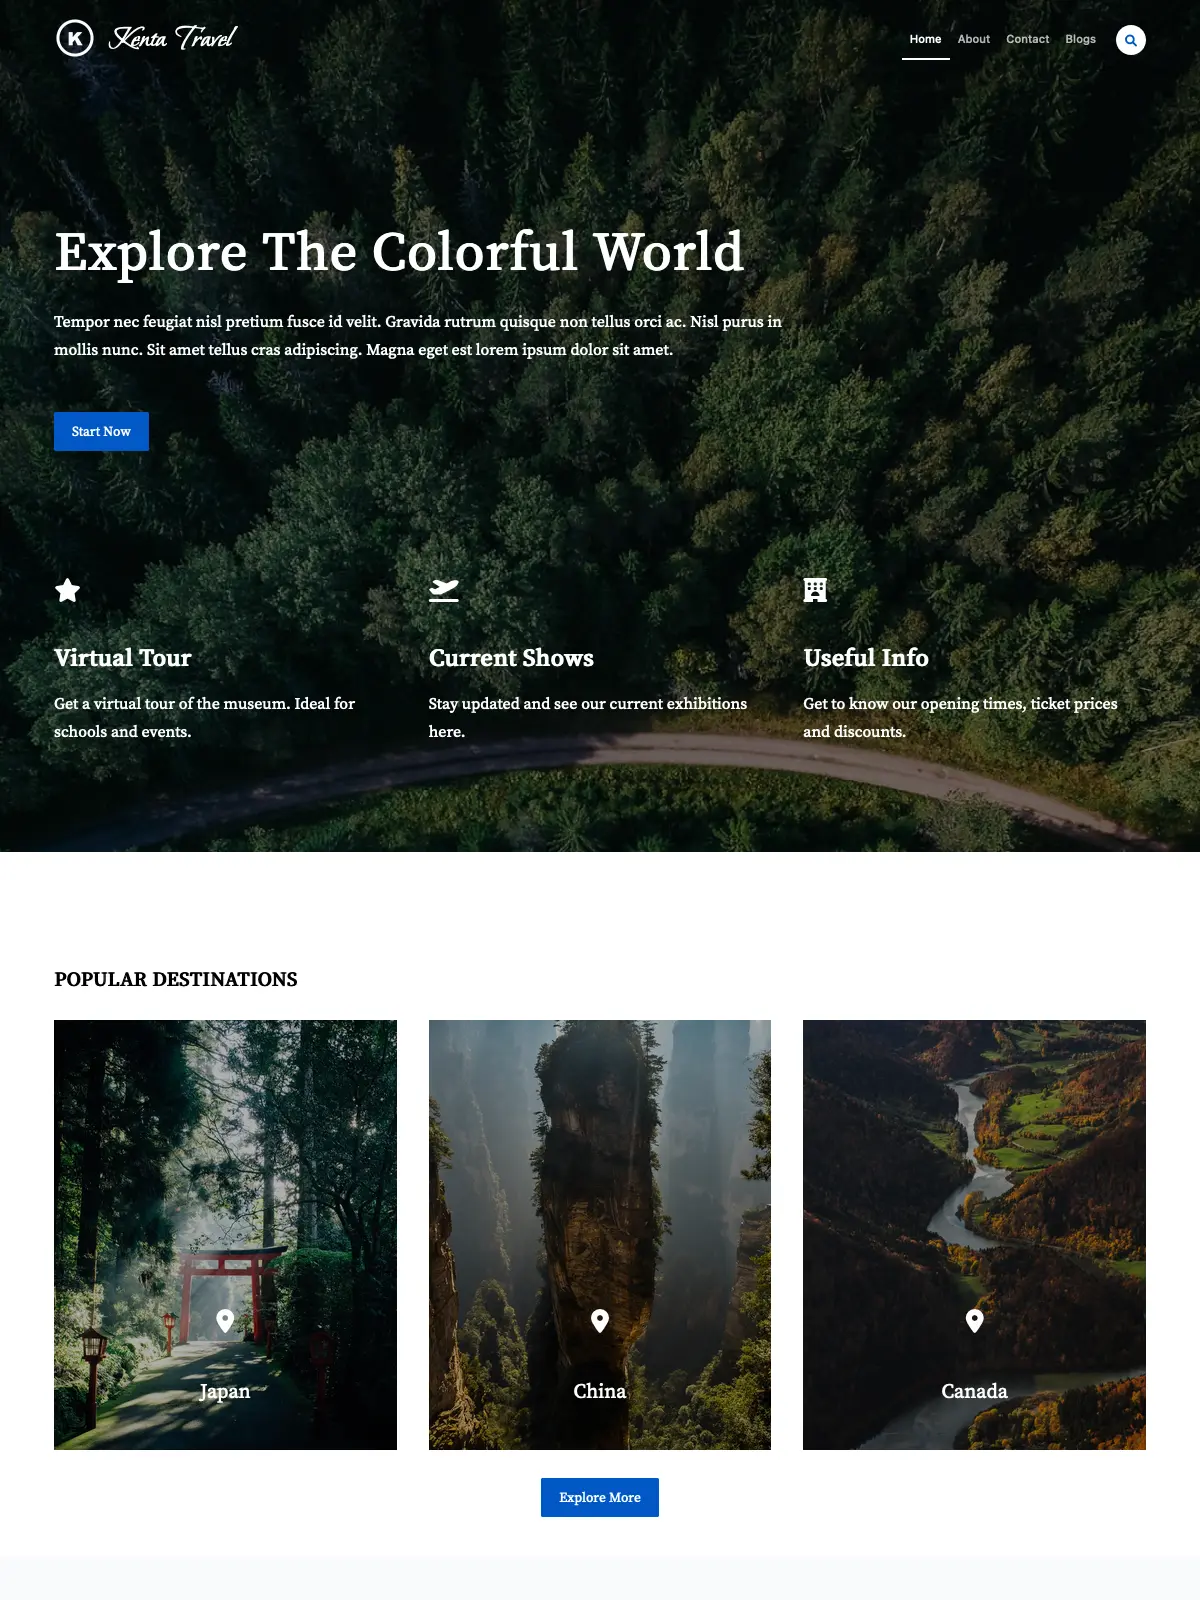 K Kenta Travel
Home About Contact Blogs
Explore The Colorful World
Tempor nec feugiat nisl pretium fusce id velit. Gravida rutrum quisque non tellus orci ac. Nisl purus in
mollis nunc. Sit amet tellus cras adipiscing. Magna eget est lorem ipsum dolor sit amet.
Start Now
Virtual Tour
Get a virtual tour of the museum. Ideal for
schools and events.
Current Shows
Stay updated and see our current exhibitions
here.
Useful Info
Get to know our opening times, ticket prices
and discounts.
POPULAR DESTINATIONS
Japan
China
Canada
Explore More